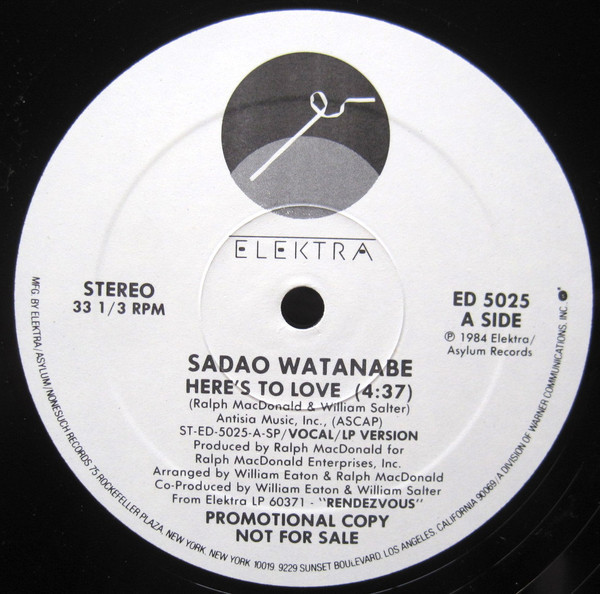 ELEKTRA
STEREO
33 1/3 RPM
ED 5025
A SIDE
℗ 1984 Elektra/
Asylum Records
SADAO WATANABE
HERE'S TO LOVE (4:37)
(Ralph MacDonald & William Salter)
Antisia Music, Inc., (ASCAP)
ST-ED-5025-A-SP/VOCAL/LP VERSION
Produced by Ralph MacDonald for
Ralph MacDonald Enterprises, Inc.
Arranged by William Eaton & Ralph MacDonald
Co-Produced by William Eaton & William Salter
From Elektra LP 60371 - "RENDEZVOUS"
PROMOTIONAL COPY
NOT FOR SALE
MFG. BY ELEKTRA/ASYLUM/NONESUCH RECORDS 75 ROCKEFELLER PLAZA, NEW YORK, NEW YORK 10019. 9229 SUNSET BOULEVARD, LOS ANGELES, CALIFORNIA 90069/A DIVISION OF WARNER COMMUNICATIONS, INC.